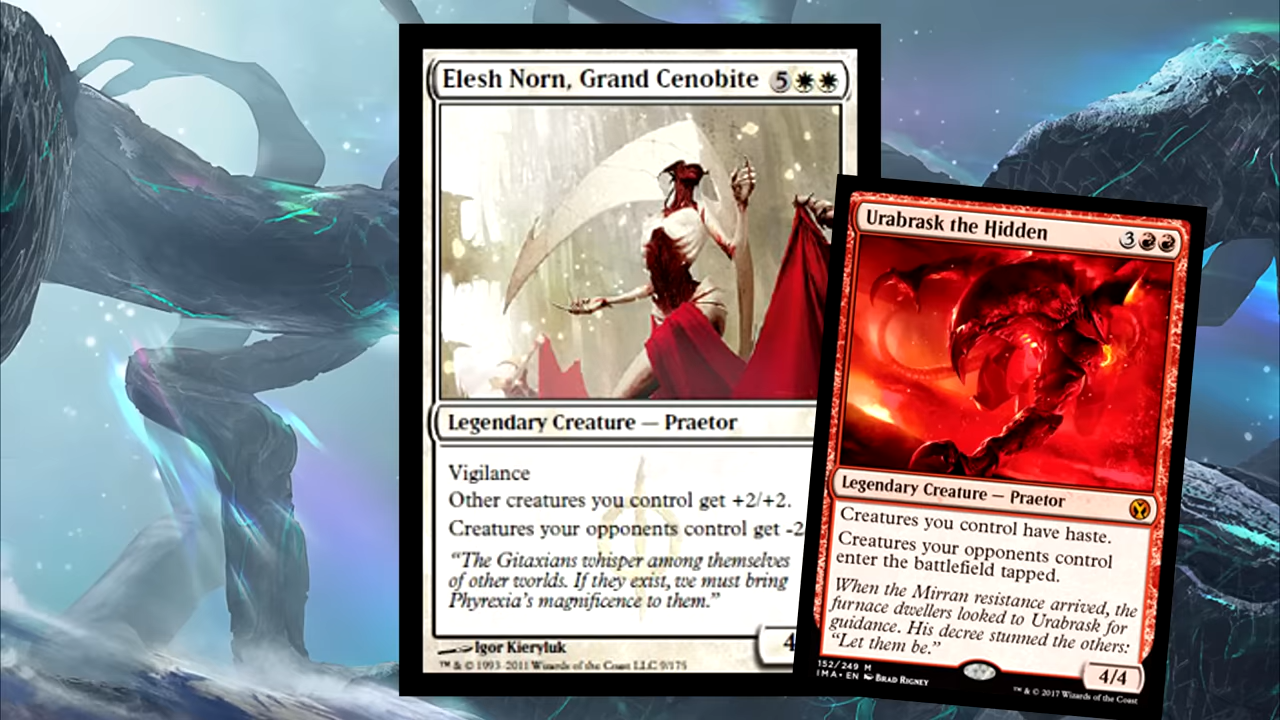 Elesh Norn, Grand Cenobite 5
Legendary Creature — Praetor
Vigilance
Other creatures you control get +2/+2.
Creatures your opponents control get -2
“The Gitaxians whisper among themselves
of other worlds. If they exist, we must bring
Phyrexia’s magnificence to them.”
Igor Kieryluk
™ & © 1993-2011 Wizards of the Coast LLC 9/175
4
Urabrask the Hidden 3
Legendary Creature — Praetor
Creatures you control have haste.
Creatures your opponents control
enter the battlefield tapped.
When the Mirran resistance arrived, the
furnace dwellers looked to Urabrask for
guidance. His decree stunned the others:
“Let them be.”
4/4
152/249 M
IMA • EN BRAD RIGNEY
™ & © 2017 Wizards of the Coast